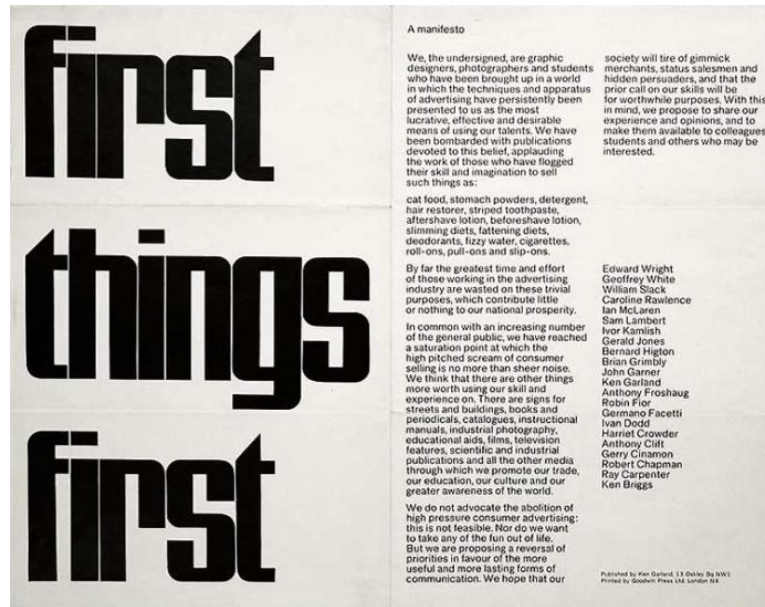 first
things
first
A manifesto
We, the undersigned, are graphic
designers, photographers and students
who have been brought up in a world
in which the techniques and apparatus
of advertising have persistently been
presented to us as the most
lucrative, effective and desirable
means of using our talents. We have
been bombarded with publications
devoted to this belief, applauding
the work of those who have flogged
their skill and imagination to sell
such things as:
cat food, stomach powders, detergent,
hair restorer, striped toothpaste,
aftershave lotion, beforeshave lotion,
slimming diets, fattening diets,
deodorants, fizzy water, cigarettes,
roll-ons, pull-ons and slip-ons.
By far the greatest time and effort
of those working in the advertising
industry are wasted on these trivial
purposes, which contribute little
or nothing to our national prosperity.
In common with an increasing number
of the general public, we have reached
a saturation point at which the
high pitched scream of consumer
selling is no more than sheer noise.
We think that there are other things
more worth using our skill and
experience on. There are signs for
streets and buildings, books and
periodicals, catalogues, instructional
manuals, industrial photography,
educational aids, films, television
features, scientific and industrial
publications and all the other media
through which we promote our trade,
our education, our culture and our
greater awareness of the world.
We do not advocate the abolition of
high pressure consumer advertising:
this is not feasible. Nor do we want
to take any of the fun out of life.
But we are proposing a reversal of
priorities in favour of the more
useful and more lasting forms of
communication. We hope that our
society will tire of gimmick
merchants, status salesmen and
hidden persuaders, and that the
prior call on our skills will be
for worthwhile purposes. With this
in mind, we propose to share our
experience and opinions, and to
make them available to colleagues
students and others who may be
interested.
Edward Wright
Geoffrey White
William Slack
Caroline Rawlence
Ian McLaren
Sam Lambert
Ivor Kamlish
Gerald Jones
Bernard Higton
Brian Grimbly
John Garner
Ken Garland
Anthony Froshaug
Robin Fior
Germano Facetti
Ivan Dodd
Harriet Crowder
Anthony Clift
Gerry Cinamon
Robert Chapman
Ray Carpenter
Ken Briggs
Published by Ken Garland, 13 Oakley Sq NW1
Printed by Goodwin Press Ltd. London N4